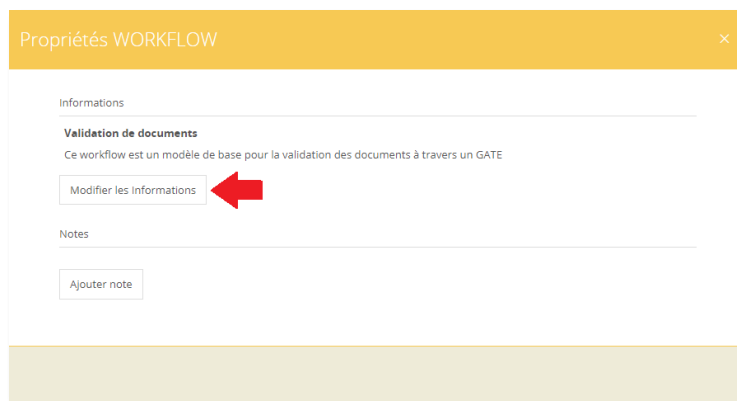 Propriétés WORKFLOW
×
Informations
Validation de documents
Ce workflow est un modèle de base pour la validation des documents à travers un GATE
Modifier les Informations
Notes
Ajouter note